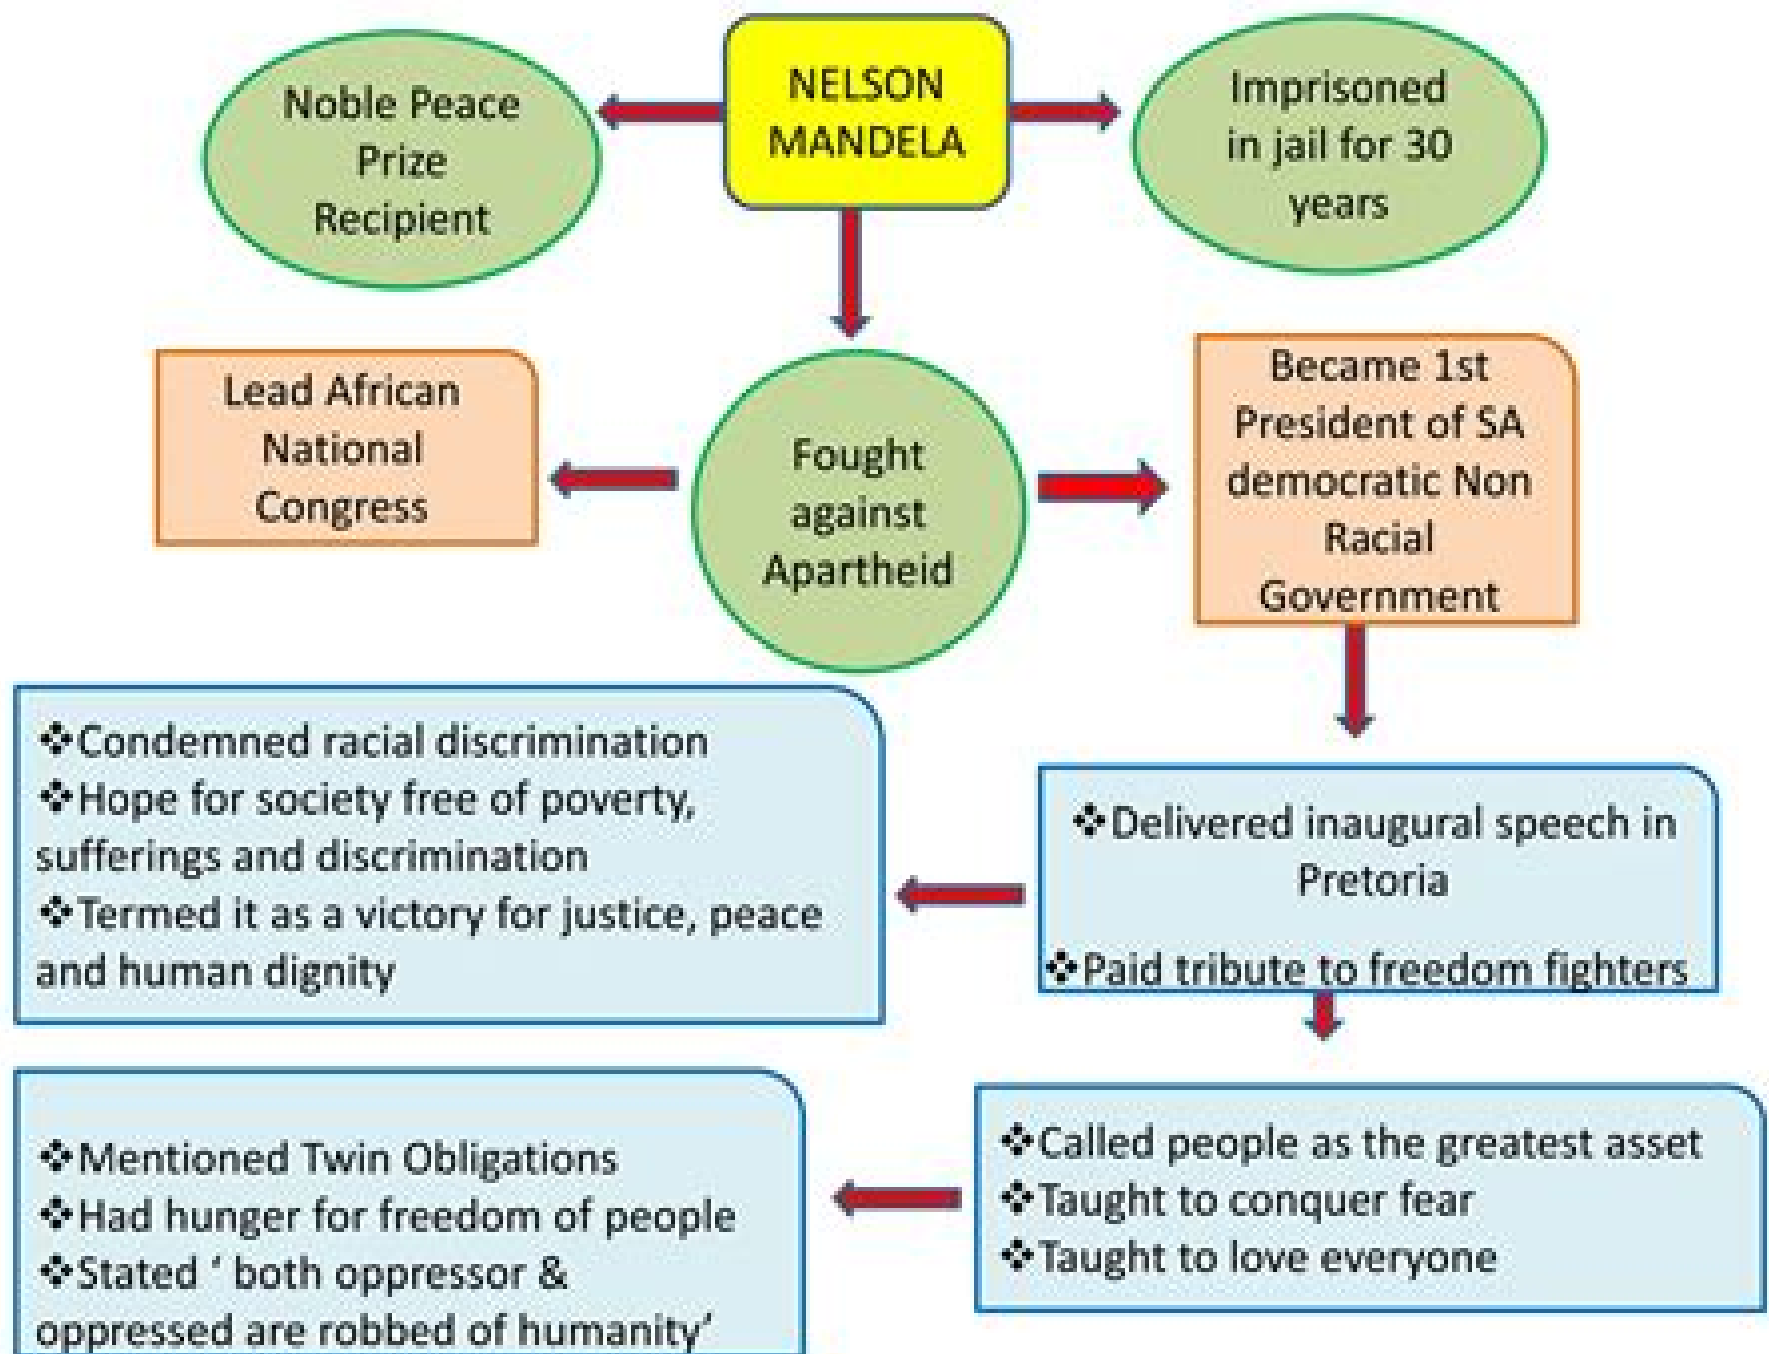 NELSON
MANDELA
Noble Peace
Prize
Recipient
Imprisoned
in jail for 30
years
Lead African
National
Congress
Fought
against
Apartheid
Became 1st
President of SA
democratic Non
Racial
Government
❖Condemned racial discrimination
❖Hope for society free of poverty,
sufferings and discrimination
❖Termed it as a victory for justice, peace
and human dignity
❖Delivered inaugural speech in
Pretoria
❖Paid tribute to freedom fighters
❖Mentioned Twin Obligations
❖Had hunger for freedom of people
❖Stated ‘ both oppressor &
oppressed are robbed of humanity’
❖Called people as the greatest asset
❖Taught to conquer fear
❖Taught to love everyone